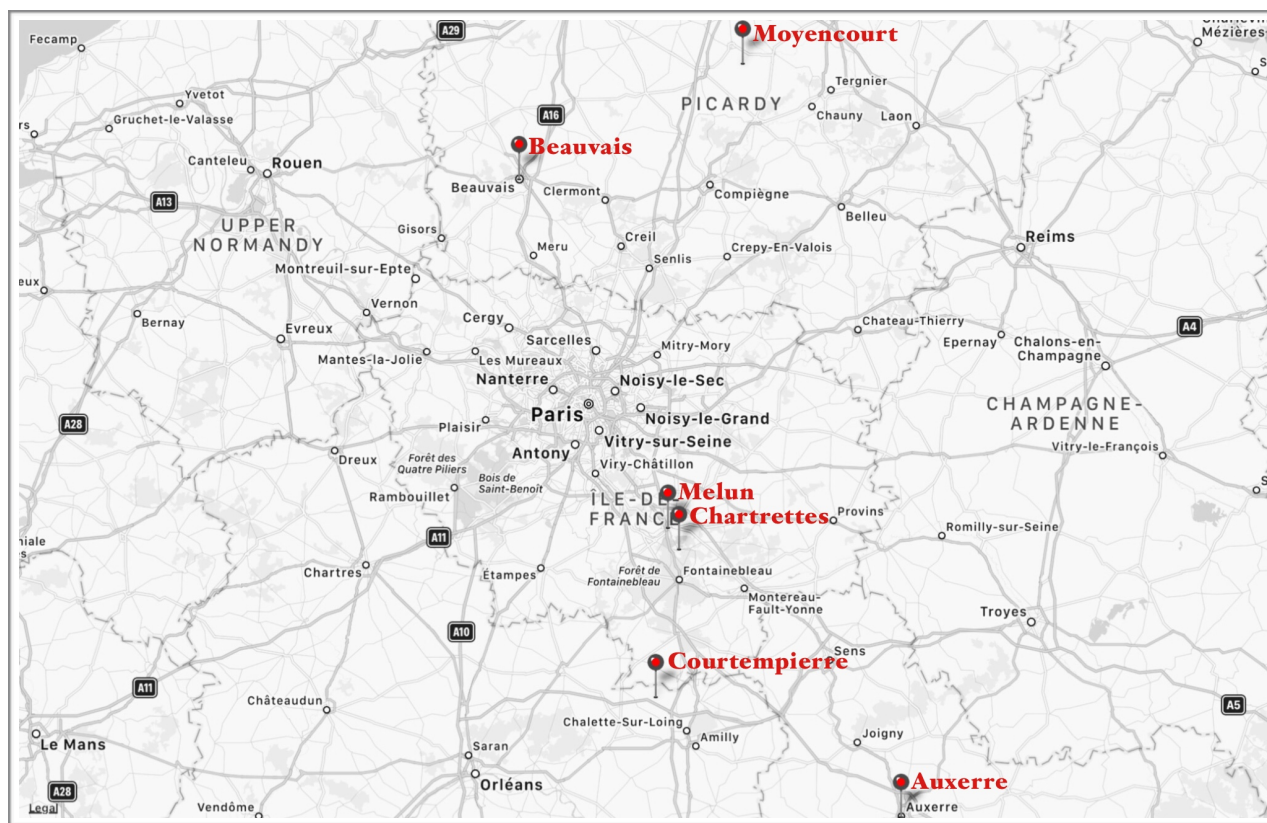 Fecamp
A29
Moyencourt
Mézières
Yvetot
Gruchet-le-Valasse
Tergnier
PICARDY
Chauny
Laon
A16
Beauvais
Canteleu
Rouen
Beauvais
Clermont
Compiègne
A13
Belleu
UPPER
NORMANDY
Gisors
Creil
Meru
Senlis
Crepy-En-Valois
Reims
Montreuil-sur-Epte
Vernon
Bernay
Evreux
Cergy
Sarcelles
Chateau-Thierry
A4
Mantes-la-Jolie
Les Mureaux
Mitry-Mory
Epernay
Chalons-en-
Champagne
Nanterre
Noisy-le-Sec
Paris
Noisy-le-Grand
CHAMPAGNE-
ARDENNE
A28
Plaisir
Vitry-sur-Seine
Vitry-le-François
Antony
Dreux
Forêt des
Quatre Piliers
Bois de
Saint-Benoît
Viry-Châtillon
Rambouillet
Melun
ÎLE-DE-
FRANCE
Chartrettes
Provins
Romilly-sur-Seine
A11
Chartres
Étampes
Forêt de
Fontainebleau
Fontainebleau
Montereau-
Fault-Yonne
Troyes
A10
Courtempierre
Sens
A11
Châteaudun
Chalette-Sur-Loing
Amilly
Joigny
A5
Le Mans
Saran
Orléans
Auxerre
A28
Legal
Vendôme
Auxerre